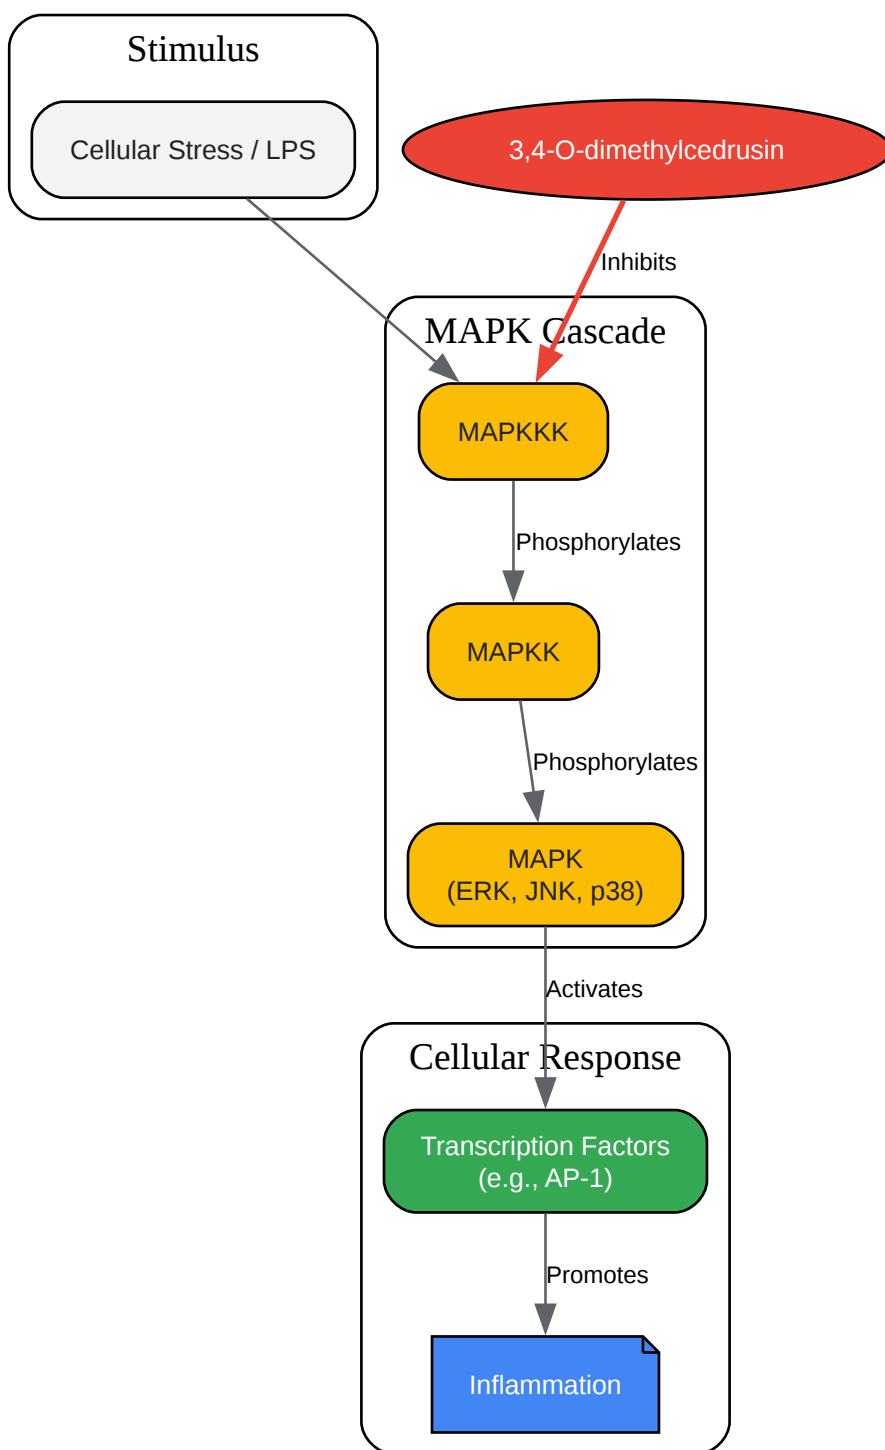 Stimulus
Cellular Stress / LPS
3,4-O-dimethylcedrusin
Inhibits
MAPK Cascade
MAPKKK
Phosphorylates
MAPKK
Phosphorylates
MAPK
(ERK, JNK, p38)
Activates
Cellular Response
Transcription Factors
(e.g., AP-1)
Promotes
Inflammation